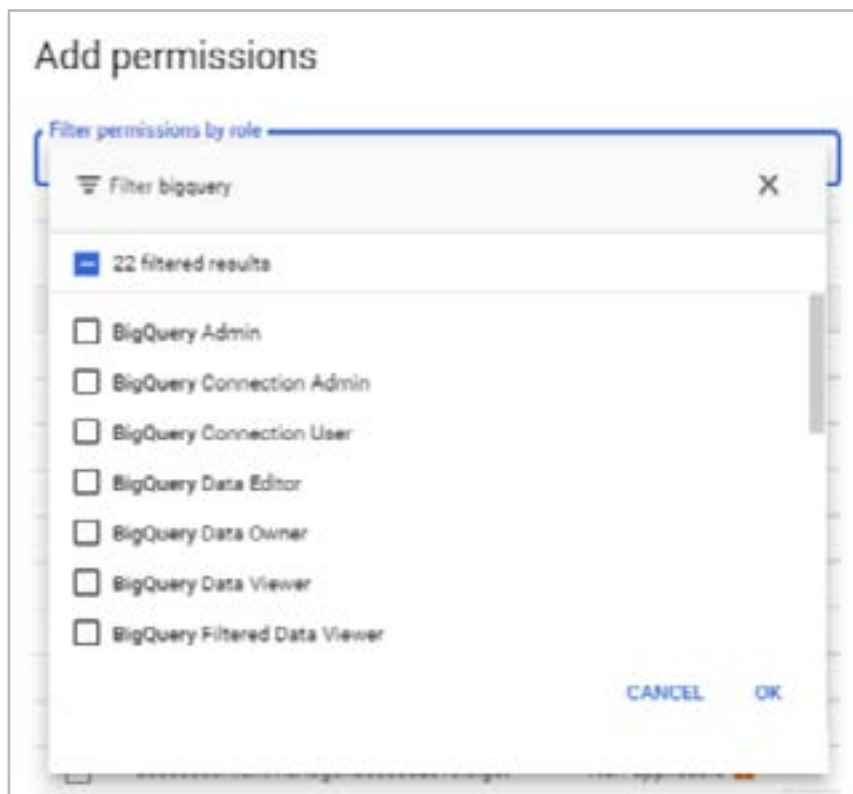 Add permissions
Filter permissions by role
Filter bigquery
22 filtered results
BigQuery Admin
BigQuery Connection Admin
BigQuery Connection User
BigQuery Data Editor
BigQuery Data Owner
BigQuery Data Viewer
BigQuery Filtered Data Viewer
CANCEL OK